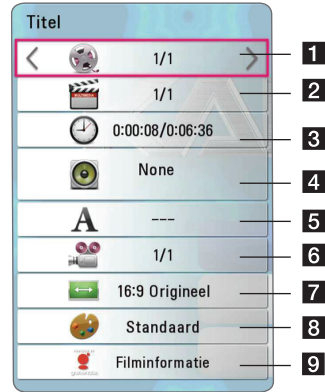 Titel
1/1 1
1/1 2
0:00:08/0:06:36 3
None 4
A --- 5
1/1 6
16:9 Origineel 7
Standaard 8
Filminformatie 9